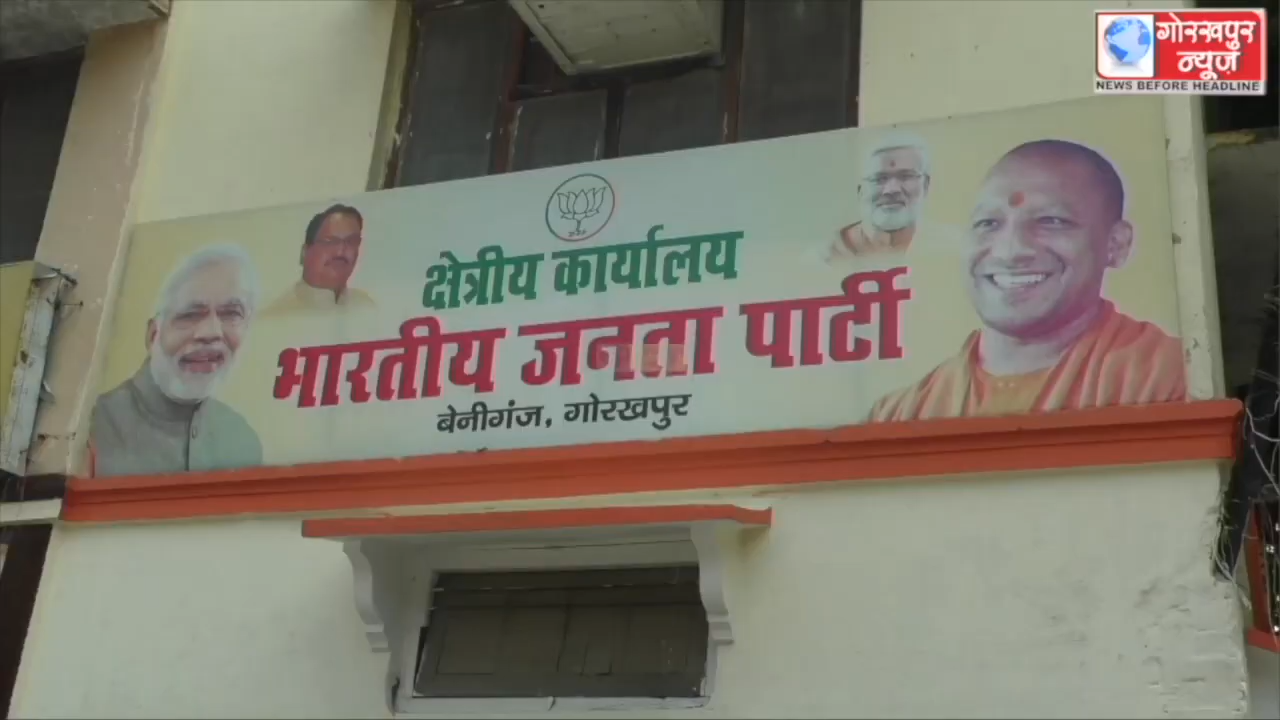 गोरखपुर
न्यूज़
NEWS BEFORE HEADLINE
क्षेत्रीय कार्यालय
भारतीय जनता पार्टी
बेनीगंज, गोरखपुर